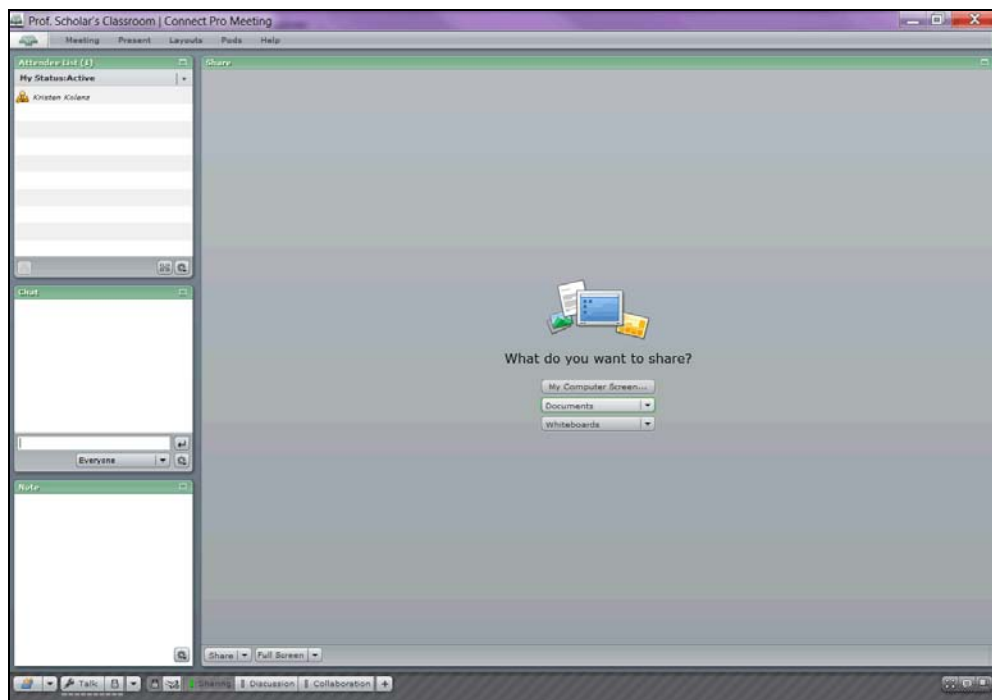 Prof. Scholar's Classroom | Connect Pro Meeting
Meeting Present Layouts Pods Help
Attendee List (1)
My Status:Active
Kristen Kolenz
Chat
Everyone
Note
Share
What do you want to share?
My Computer Screen...
Documents
Whiteboards
Share Full Screen
Talk Sharing Discussion Collaboration +